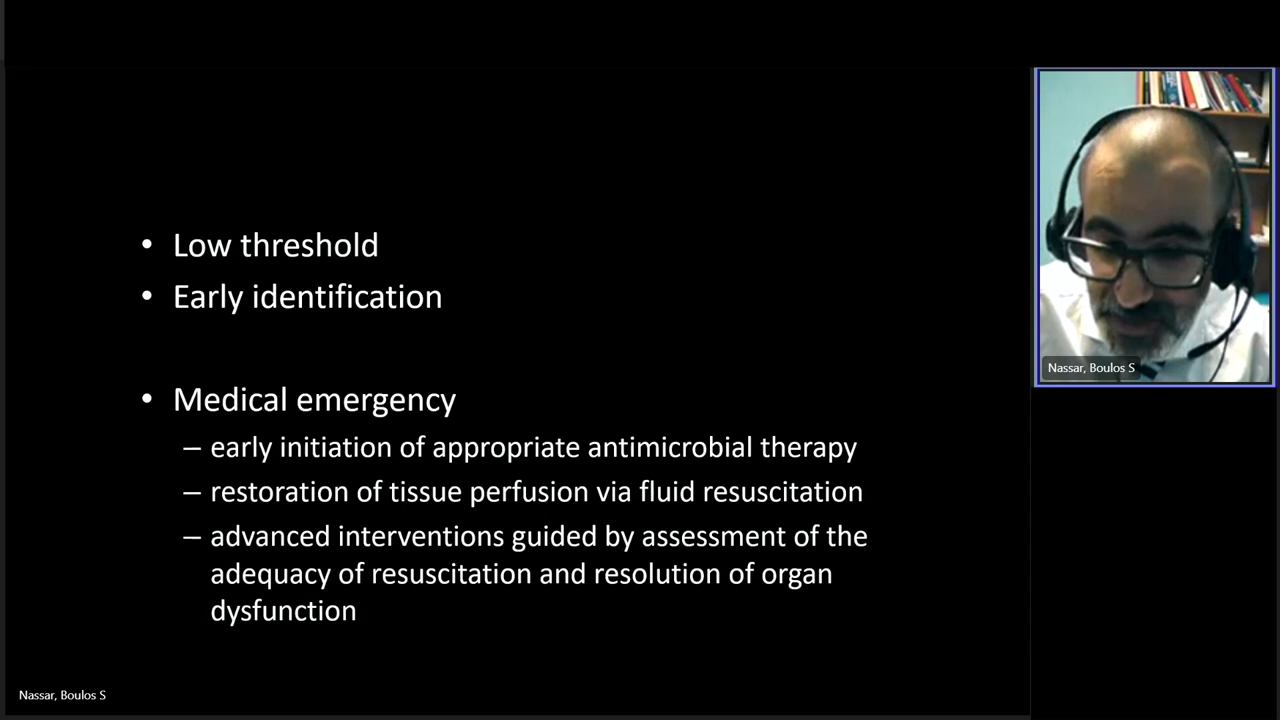 • Low threshold
• Early identification
• Medical emergency
– early initiation of appropriate antimicrobial therapy
– restoration of tissue perfusion via fluid resuscitation
– advanced interventions guided by assessment of the
adequacy of resuscitation and resolution of organ
dysfunction
Nassar, Boulos S
Nassar, Boulos S